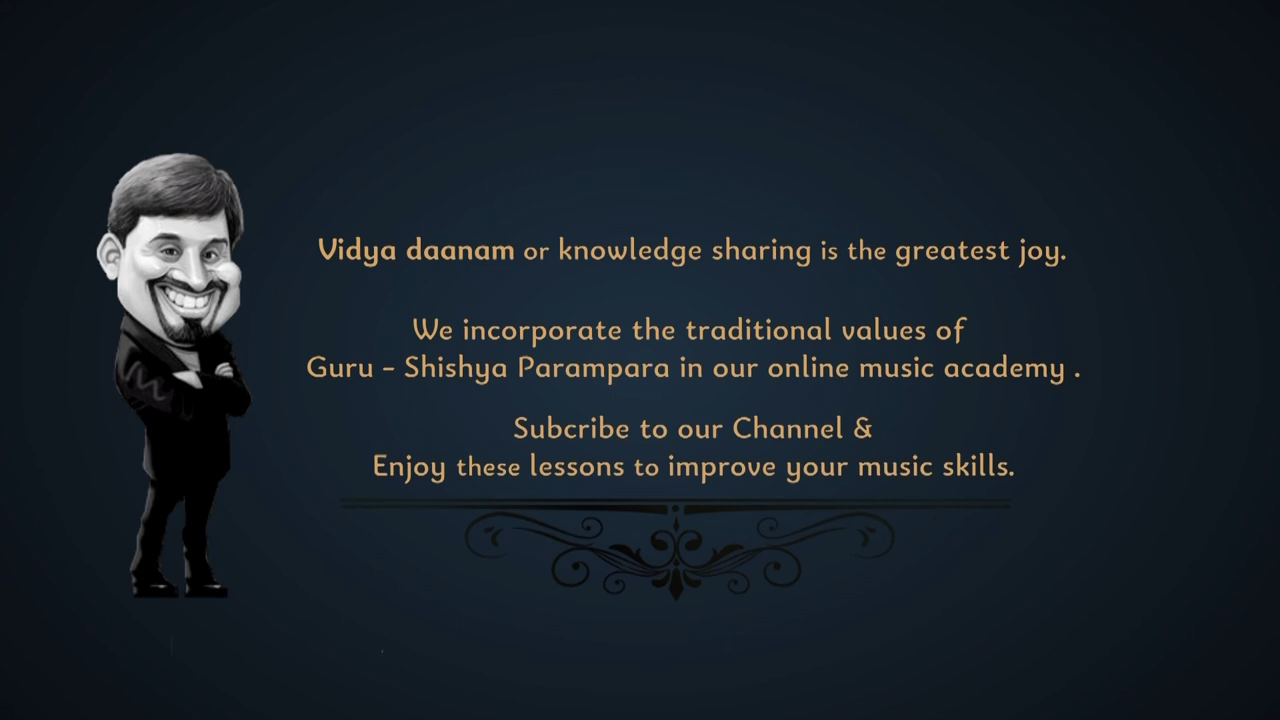 Vidya daanam or knowledge sharing is the greatest joy.
We incorporate the traditional values of
Guru - Shishya Parampara in our online music academy .
Subcribe to our Channel &
Enjoy these lessons to improve your music skills.